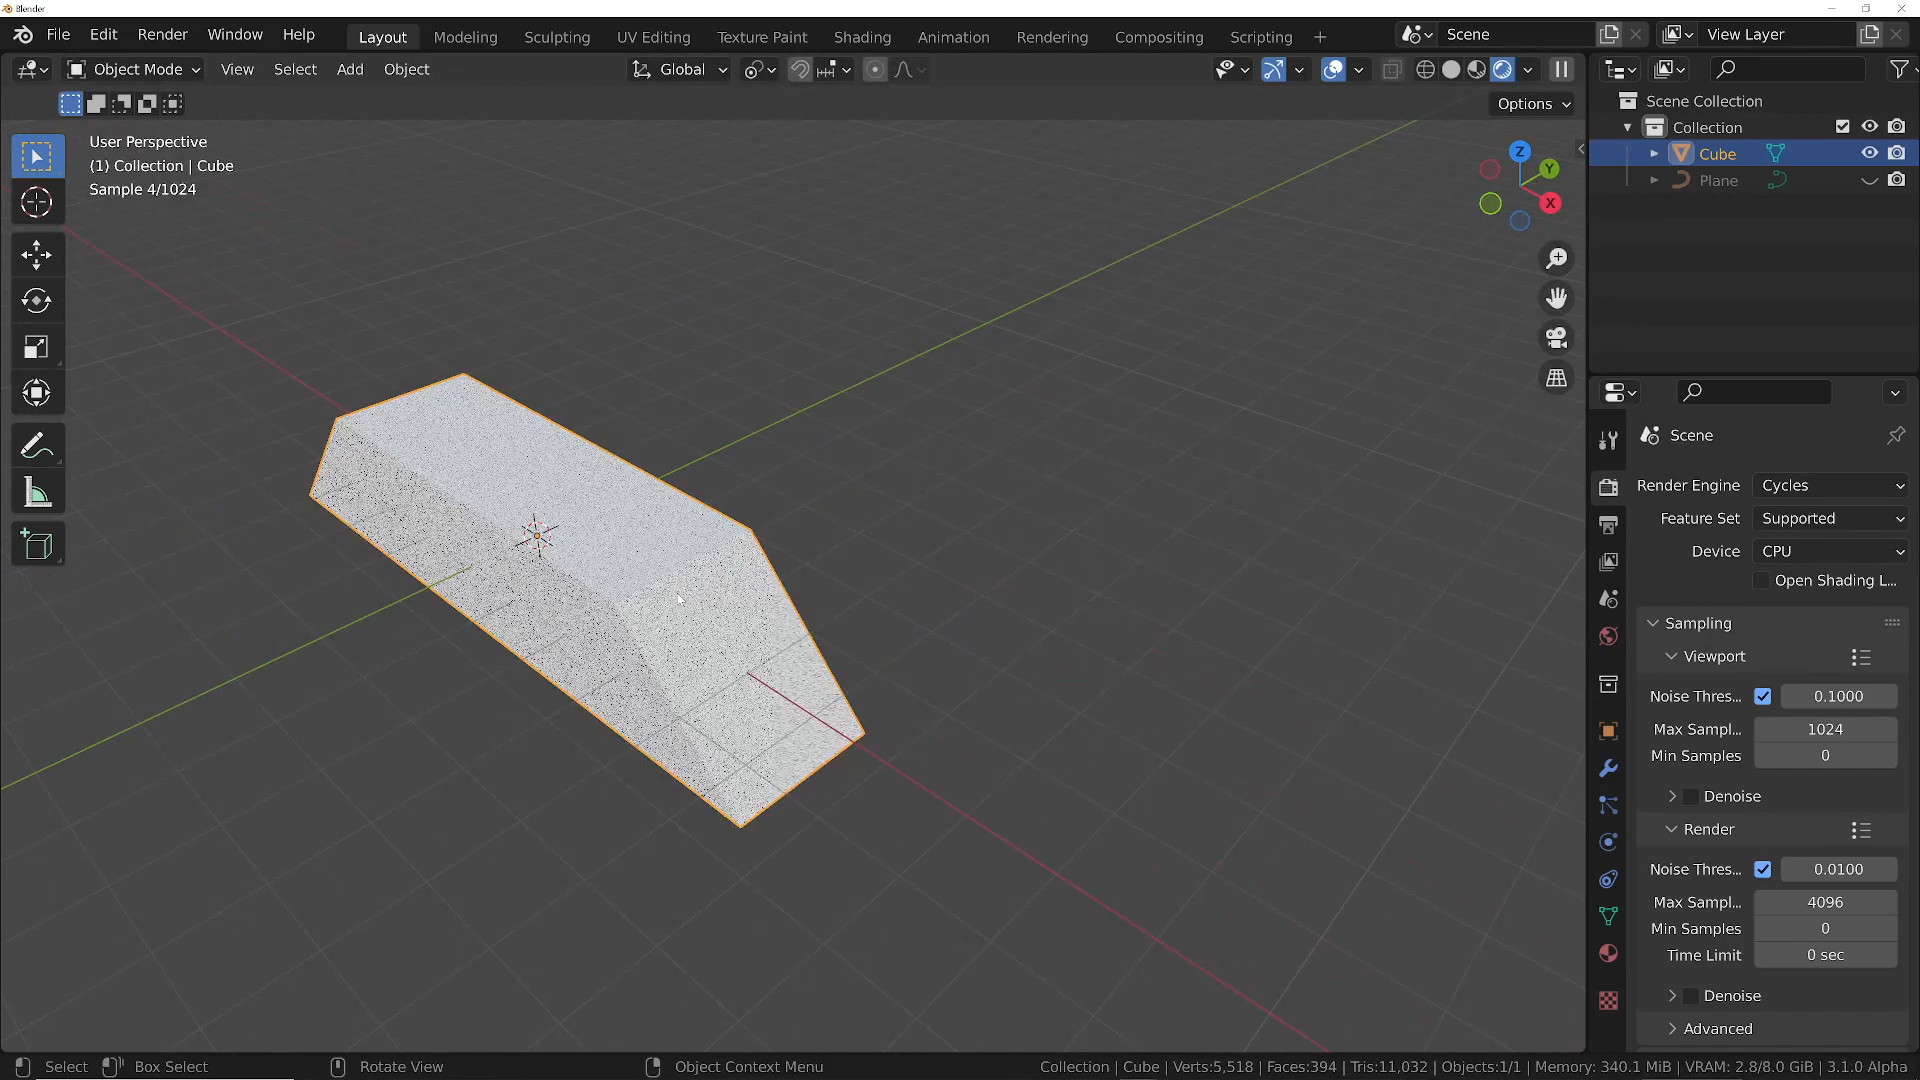 Blender
File Edit Render Window Help Layout Modeling Sculpting UV Editing Texture Paint Shading Animation Rendering Compositing Scripting + Scene View Layer
Object Mode View Select Add Object Global
Options
User Perspective
(1) Collection | Cube
Sample 4/1024
Z
Y
X
Scene Collection
Collection
Cube
Plane
Scene
Render Engine Cycles
Feature Set Supported
Device CPU
Open Shading L...
Sampling
Viewport
Noise Thres... 0.1000
Max Sampl... 1024
Min Samples 0
Denoise
Render
Noise Thres... 0.0100
Max Sampl... 4096
Min Samples 0
Time Limit 0 sec
Denoise
Advanced
Select Box Select Rotate View Object Context Menu Collection | Cube | Verts:5,518 | Faces:394 | Tris:11,032 | Objects:1/1 | Memory: 340.1 MiB | VRAM: 2.8/8.0 GiB | 3.1.0 Alpha